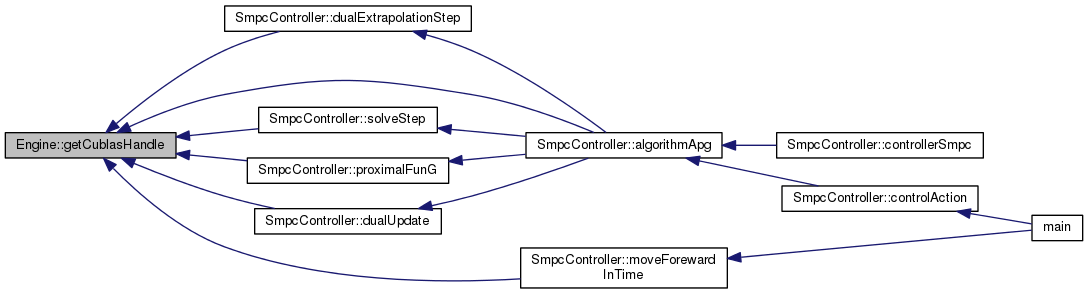 SmpcController::dualExtrapolationStep
SmpcController::solveStep
Engine::getCublasHandle
SmpcController::algorithmApg
SmpcController::controllerSmpc
SmpcController::proximalFunG
SmpcController::controlAction
SmpcController::dualUpdate
main
SmpcController::moveForeward
InTime